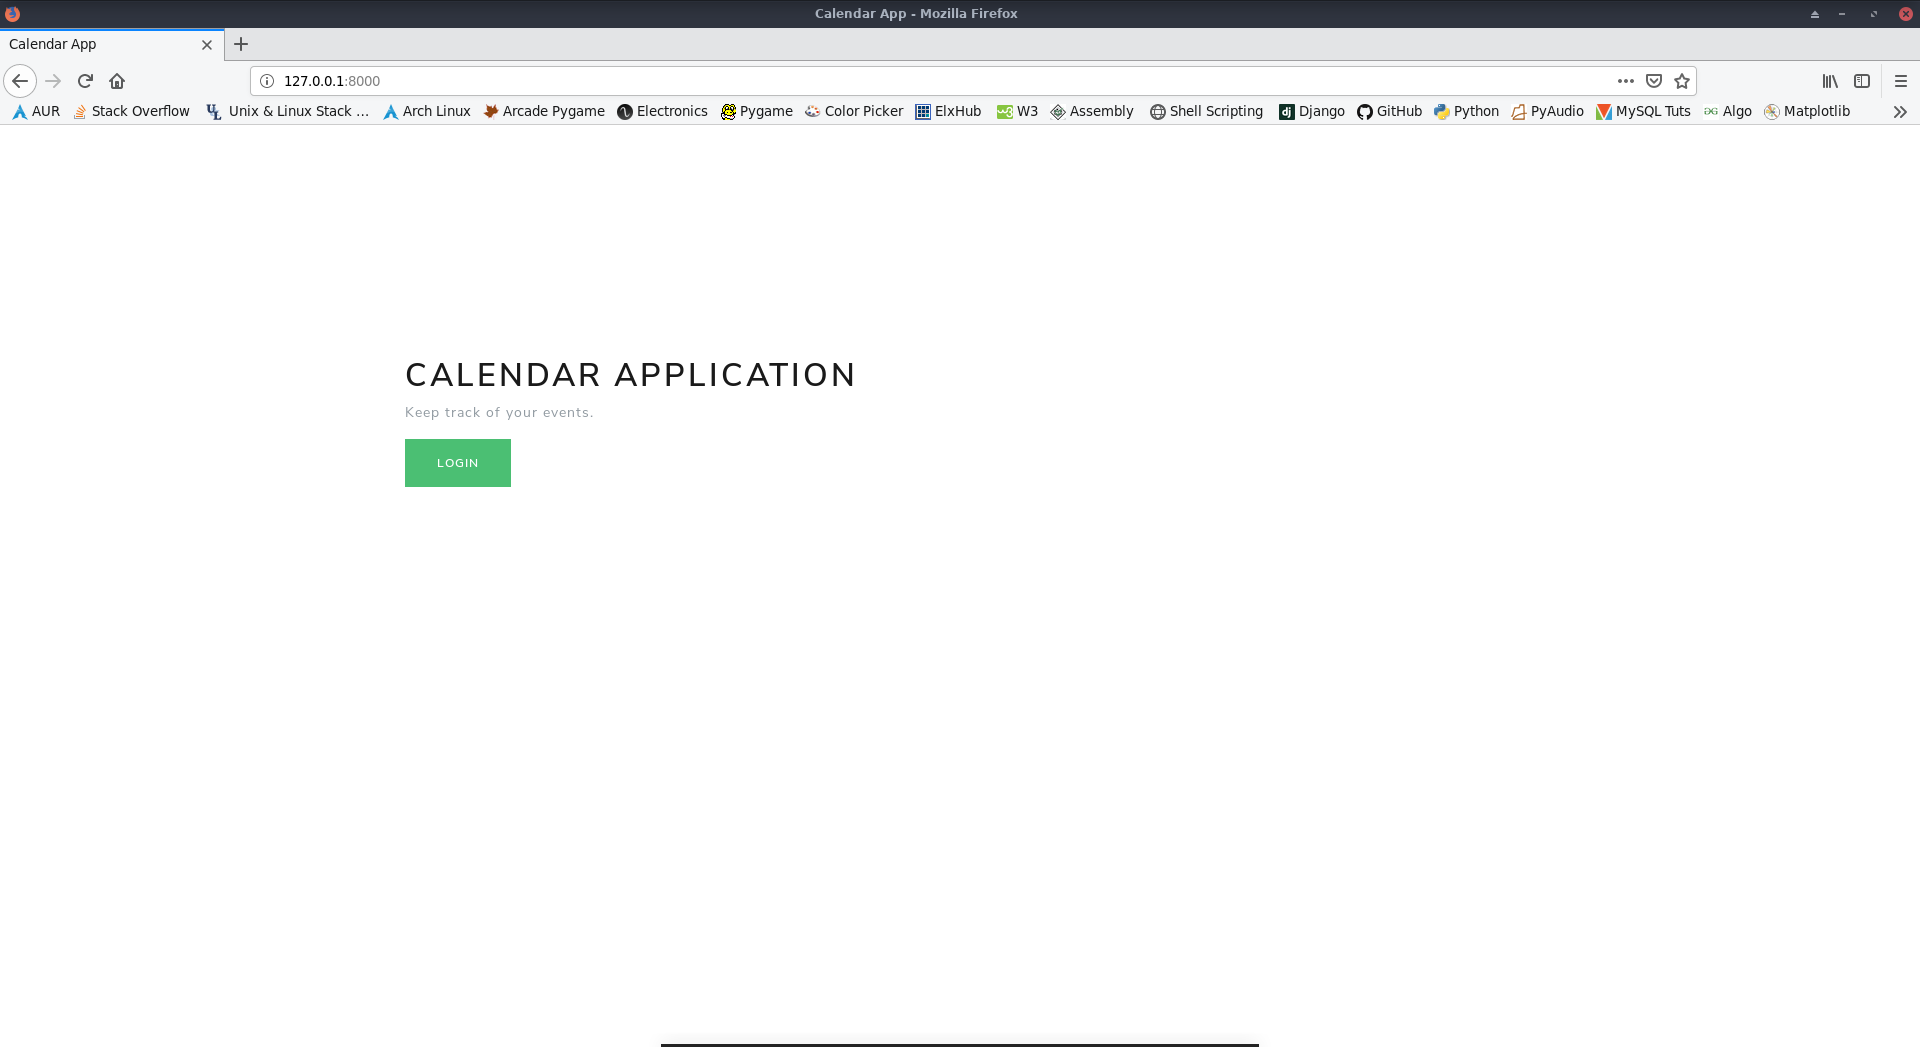 Calendar App - Mozilla Firefox
Calendar App
127.0.0.1:8000
AUR Stack Overflow Unix & Linux Stack ... Arch Linux Arcade Pygame Electronics Pygame Color Picker ElxHub W3 Assembly Shell Scripting Django GitHub Python PyAudio MySQL Tuts Algo Matplotlib
CALENDAR APPLICATION
Keep track of your events.
LOGIN